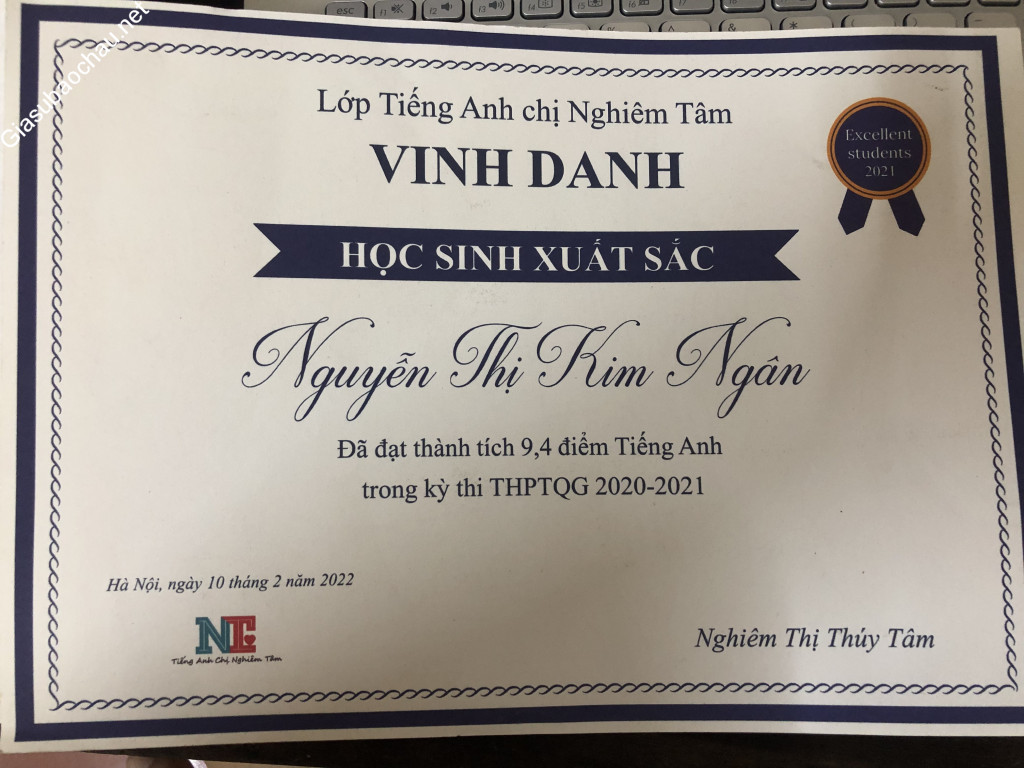 esc
Giasubaochau.net
Lớp Tiếng Anh chị Nghiêm Tâm
VINH DANH
Excellent
students
2021
HỌC SINH XUẤT SẮC
Nguyễn Thị Kim Ngân
Đã đạt thành tích 9,4 điểm Tiếng Anh
trong kỳ thi THPTQG 2020-2021
Hà Nội, ngày 10 tháng 2 năm 2022
NT
Tiếng Anh Chị Nghiêm Tâm
Nghiêm Thị Thúy Tâm